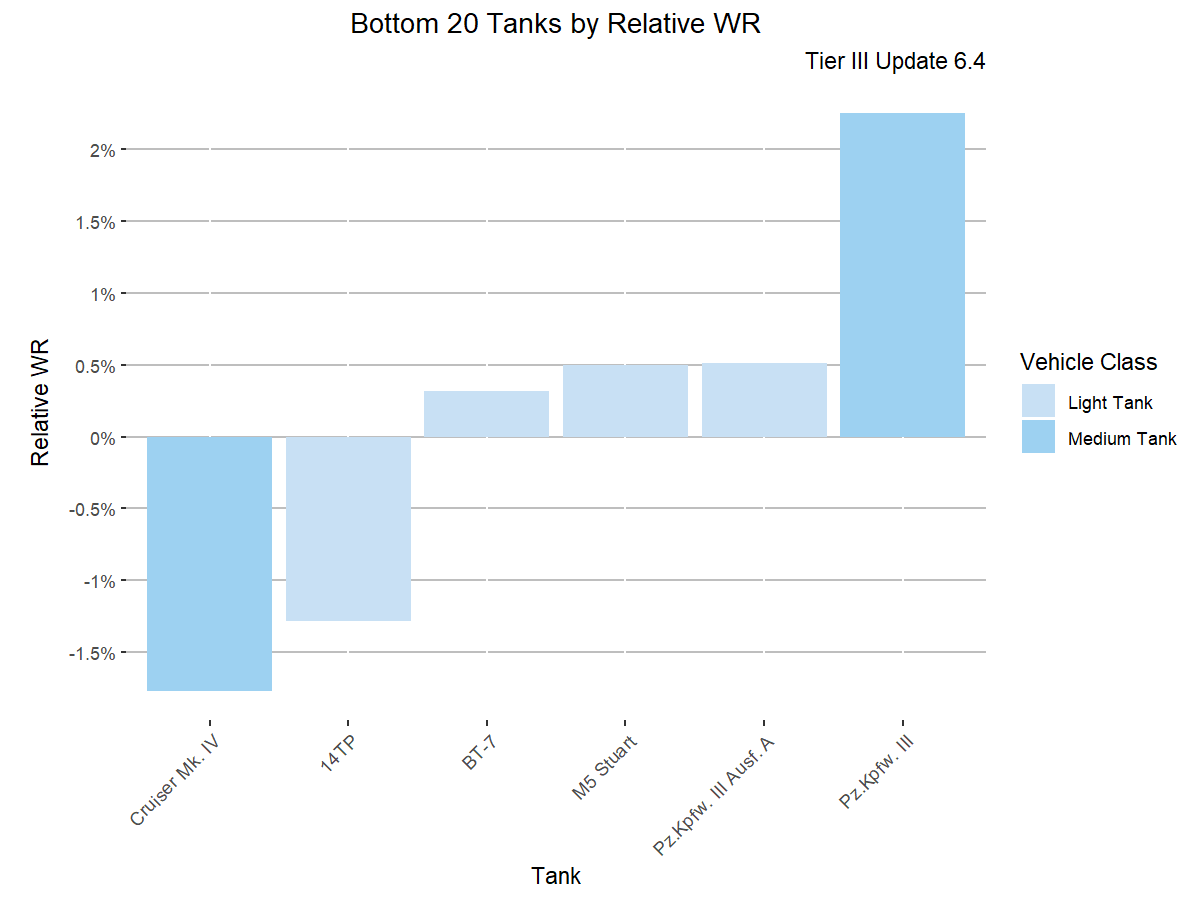 Bottom 20 Tanks by Relative WR
Tier III Update 6.4
2%
1.5%
1%
0.5%
0%
-0.5%
-1%
-1.5%
Relative WR
Cruiser Mk. IV
14TP
BT-7
M5 Stuart
Pz.Kpfw. III Ausf. A
Pz.Kpfw. III
Tank
Vehicle Class
Light Tank
Medium Tank